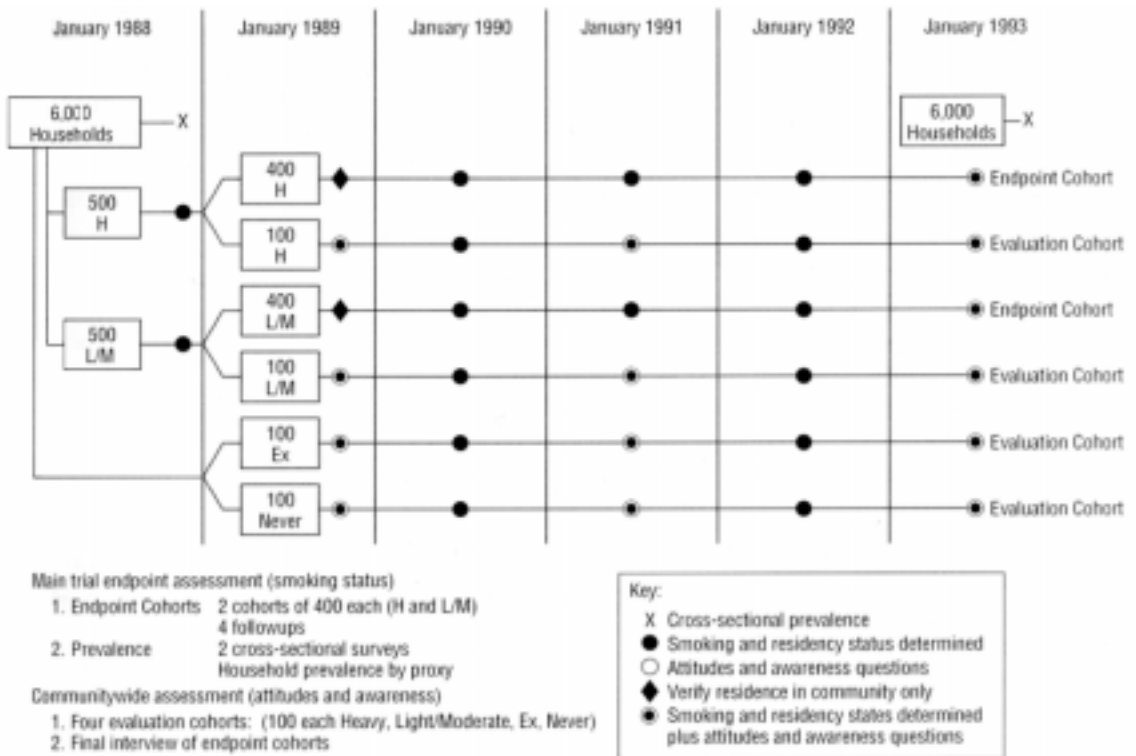 January 1988
January 1989
January 1990
January 1991
January 1992
January 1993
6,000
Households
X
6,000
Households
X
400
H
Endpoint Cohort
500
H
100
H
Evaluation Cohort
400
L/M
Endpoint Cohort
500
L/M
100
L/M
Evaluation Cohort
100
Ex
Evaluation Cohort
100
Never
Evaluation Cohort
Main trial endpoint assessment (smoking status)
1. Endpoint Cohorts 2 cohorts of 400 each (H and L/M)
4 followups
2. Prevalence 2 cross-sectional surveys
Household prevalence by proxy
Communitywide assessment (attitudes and awareness)
1. Four evaluation cohorts: (100 each Heavy, Light/Moderate, Ex, Never)
2. Final interview of endpoint cohorts
Key:
X Cross-sectional prevalence
Smoking and residency status determined
Attitudes and awareness questions
Verify residence in community only
Smoking and residency states determined
plus attitudes and awareness questions